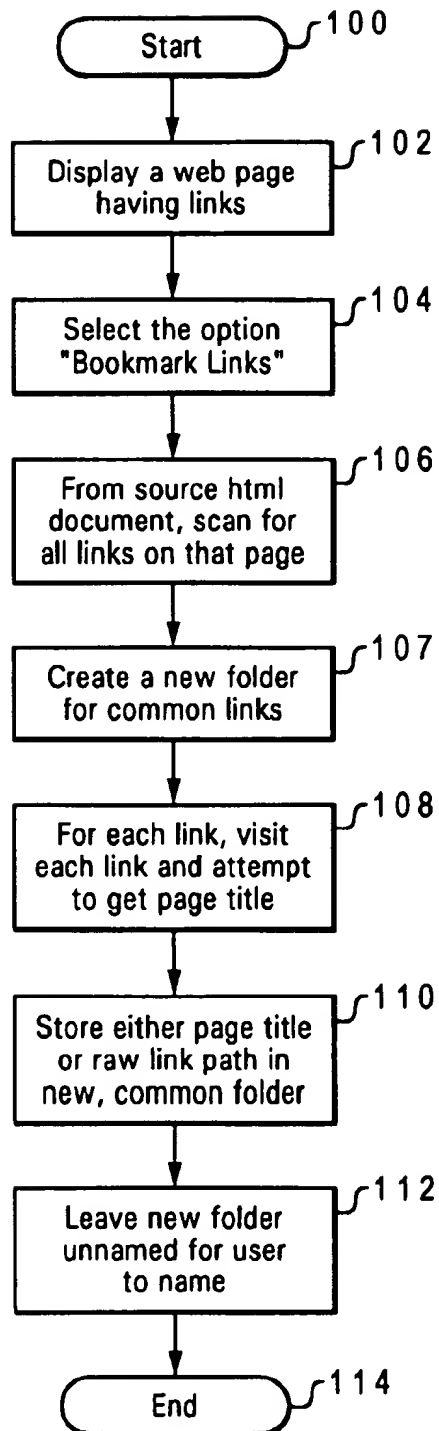 100
Start
102
Display a web page
having links
104
Select the option
"Bookmark Links"
106
From source html
document, scan for
all links on that page
107
Create a new folder
for common links
108
For each link, visit
each link and attempt
to get page title
110
Store either page title
or raw link path in
new, common folder
112
Leave new folder
unnamed for user
to name
114
End